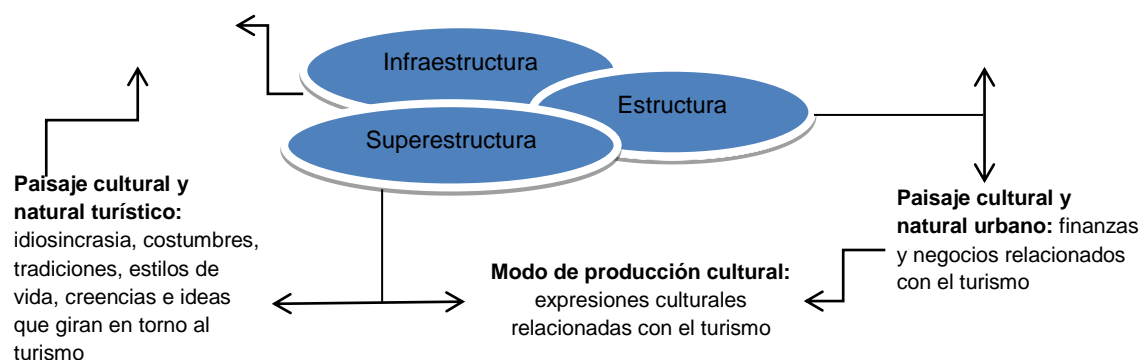 Infraestructura
Estructura
Superestructura
Paisaje cultural y
natural turístico:
idiosincrasia, costumbres,
tradiciones, estilos de
vida, creencias e ideas
que giran en torno al
turismo
Modo de producción cultural:
expresiones culturales
relacionadas con el turismo
Paisaje cultural y
natural urbano: finanzas
y negocios relacionados
con el turismo